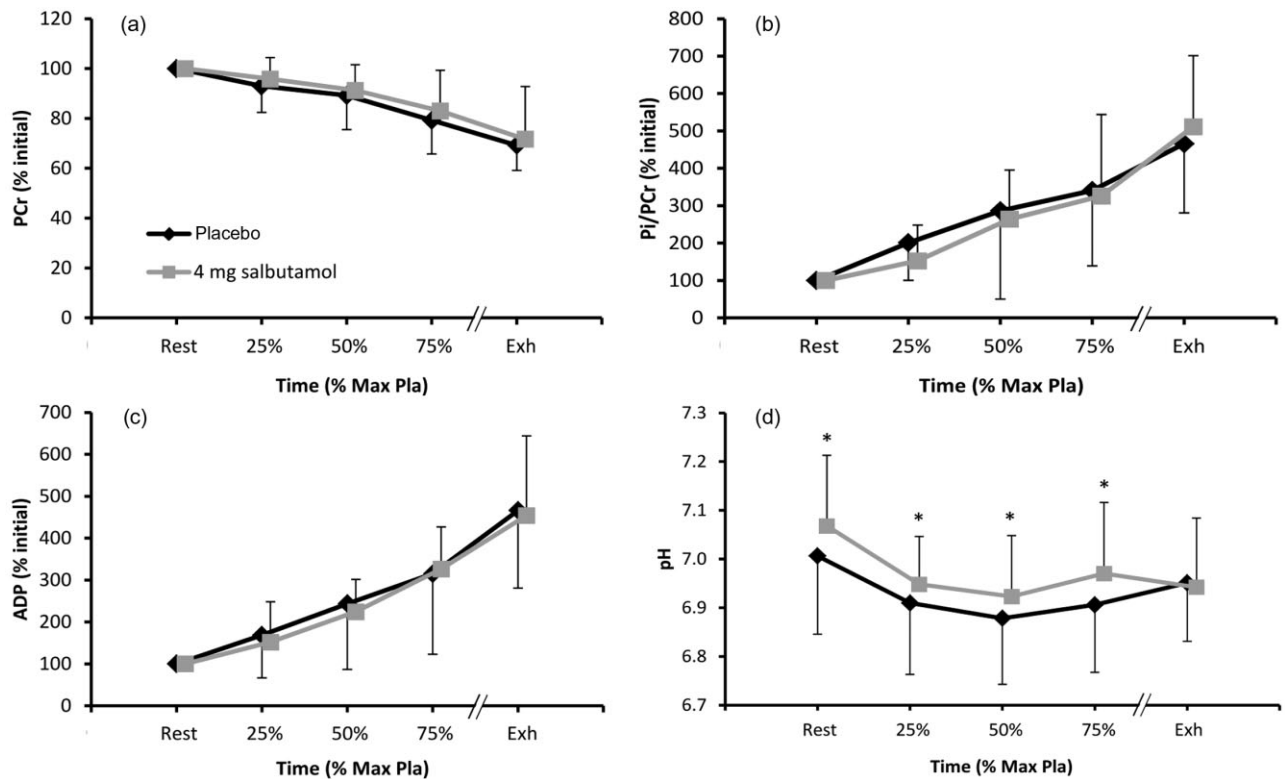 (a)
PCr (% initial)
120
100
80
60
40
20
0
Placebo
4 mg salbutamol
Rest 25% 50% 75% Exh
Time (% Max Pla)
(b)
Pi/PCr (% initial)
800
700
600
500
400
300
200
100
0
Rest 25% 50% 75% Exh
Time (% Max Pla)
(c)
ADP (% initial)
700
600
500
400
300
200
100
0
Rest 25% 50% 75% Exh
Time (% Max Pla)
(d)
pH
7.3
7.2
7.1
7.0
6.9
6.8
6.7
* * * *
Rest 25% 50% 75% Exh
Time (% Max Pla)